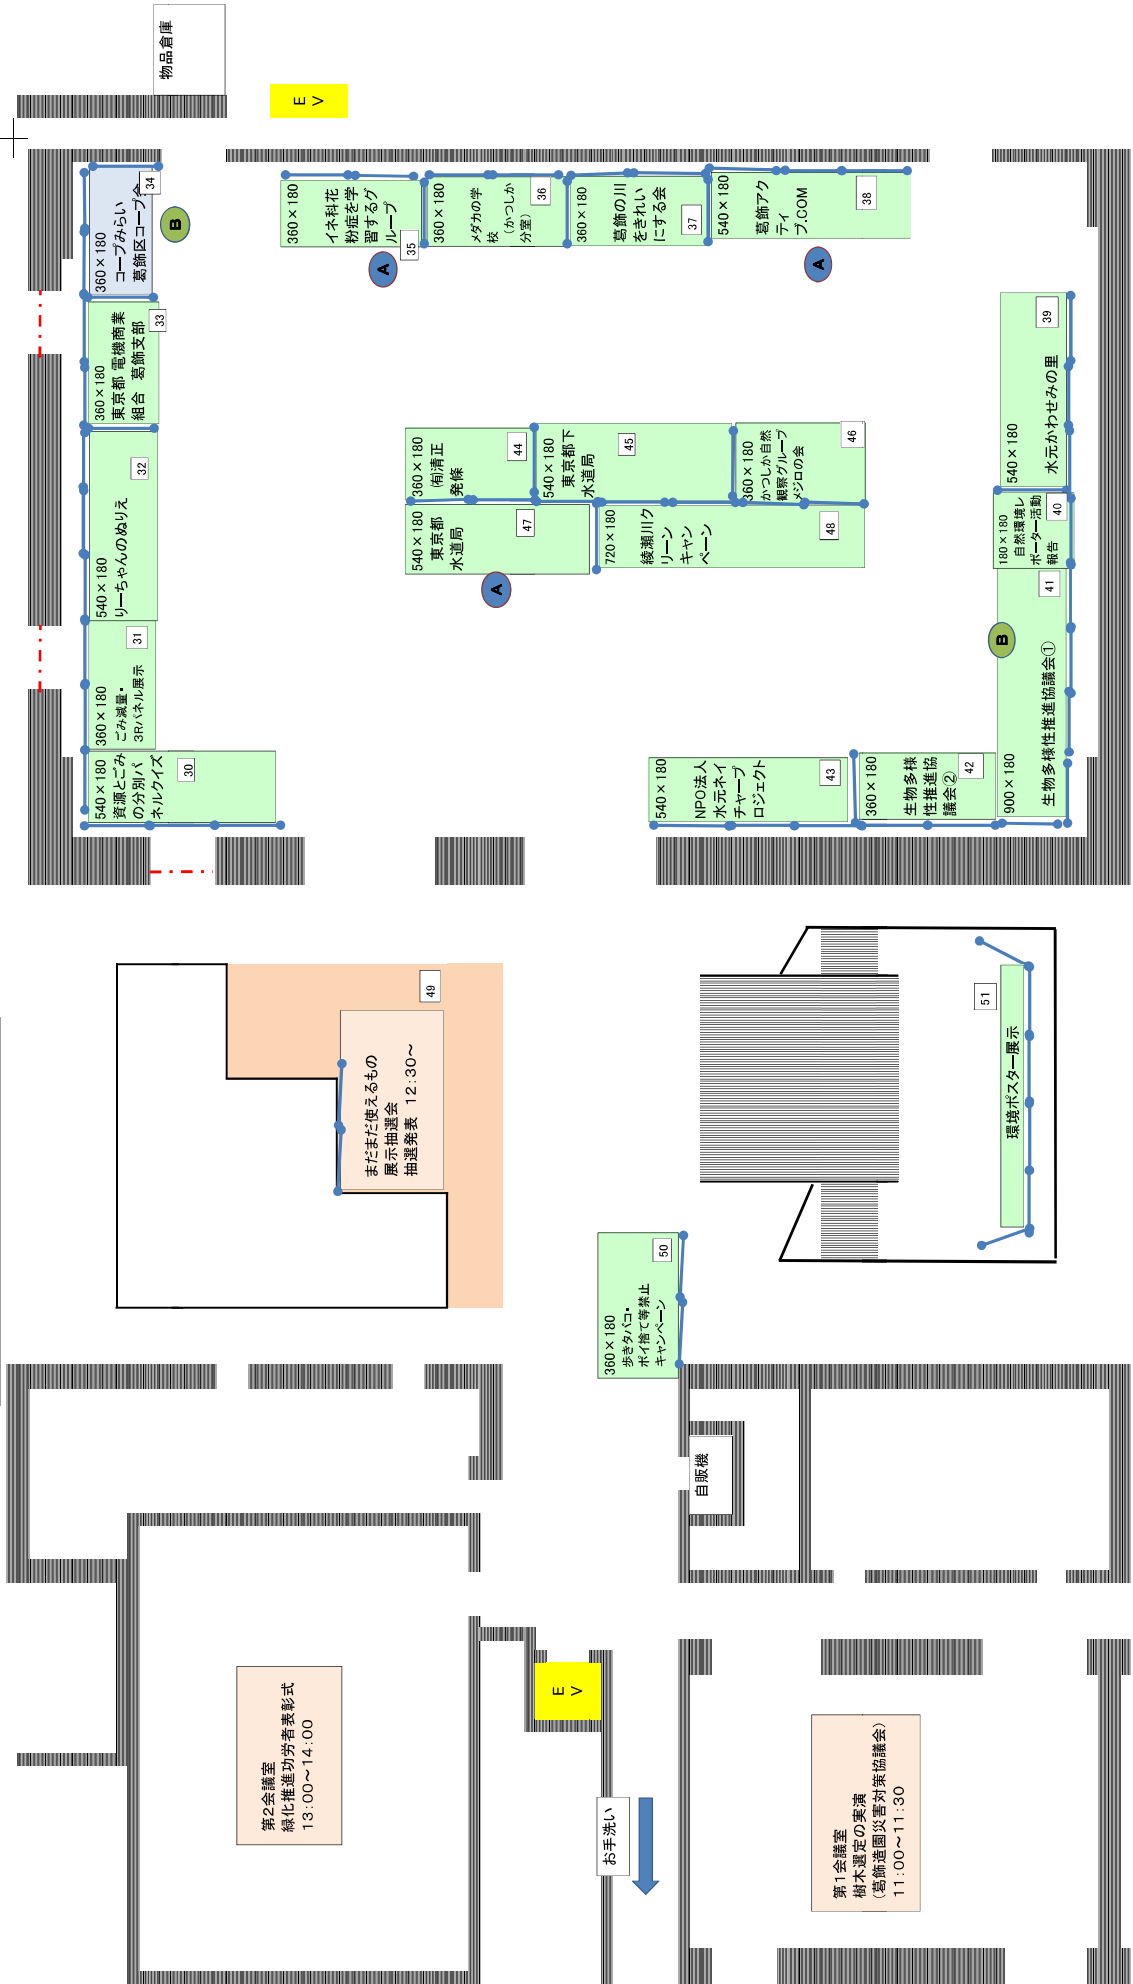 物品倉庫
E
V
360×180
コープみらい
葛飾区コープ会
34
B
360×180
東京都 電機商業
組合 葛飾支部
33
540×180
りーちゃんのぬりえ
32
360×180
ごみ減量・
3Rパネル展示
31
540×180
資源とごみ
の分別パ
ネルクイズ
30
360×180
イネ科花
粉症を学
習するグ
ループ
35
A
360×180
メダカの学
校 (かつしか
分室)
36
360×180
葛飾の川
をきれい
にする会
37
540×180
葛飾アク
ティ
ブ.COM
38
A
540×180
水元かわせみの里
39
180×180
自然環境レ
ポーター活動
報告
40
900×180
生物多様性推進協議会①
41
B
360×180
生物多様
性推進協
議会②
42
540×180
NPO法人
水元ネイ
チャープ
ロジェクト
43
360×180
㈲清正
発條
44
540×180
東京都下
水道局
45
360×180
かつしか自然
観察グループ
メジロの会
46
540×180
東京都
水道局
47
A
720×180
綾瀬川ク
リーン
キャン
ペーン
48
まだまだ使えるもの
展示抽選会
抽選発表 12:30～
49
360×180
歩きタバコ・
ポイ捨て等禁止
キャンペーン
50
環境ポスター展示
51
自販機
第2会議室
緑化推進功労者表彰式
13:00～14:00
E
V
お手洗い
第1会議室
樹木選定の実演
(葛飾造園災害対策協議会)
11:00～11:30